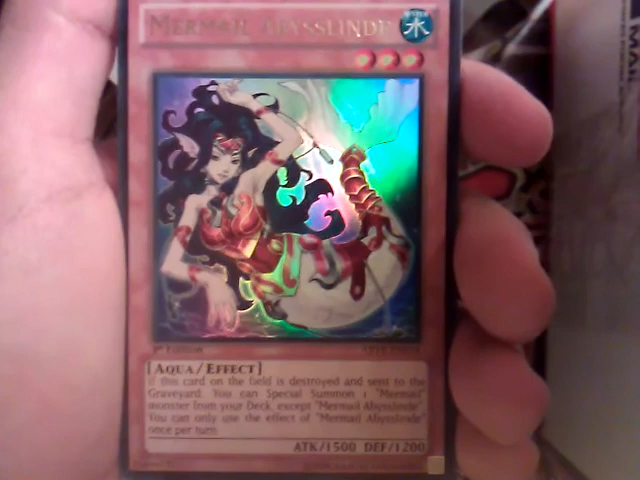 MERMAIL ABYSSLINDE
水
1st Edition
[AQUA/EFFECT]
If this card on the field is destroyed and sent to the
Graveyard: You can Special Summon 1 "Mermail"
monster from your Deck, except "Mermail Abysslinde".
You can only use the effect of "Mermail Abysslinde"
once per turn.
ATK/1500 DEF/1200
MAIL